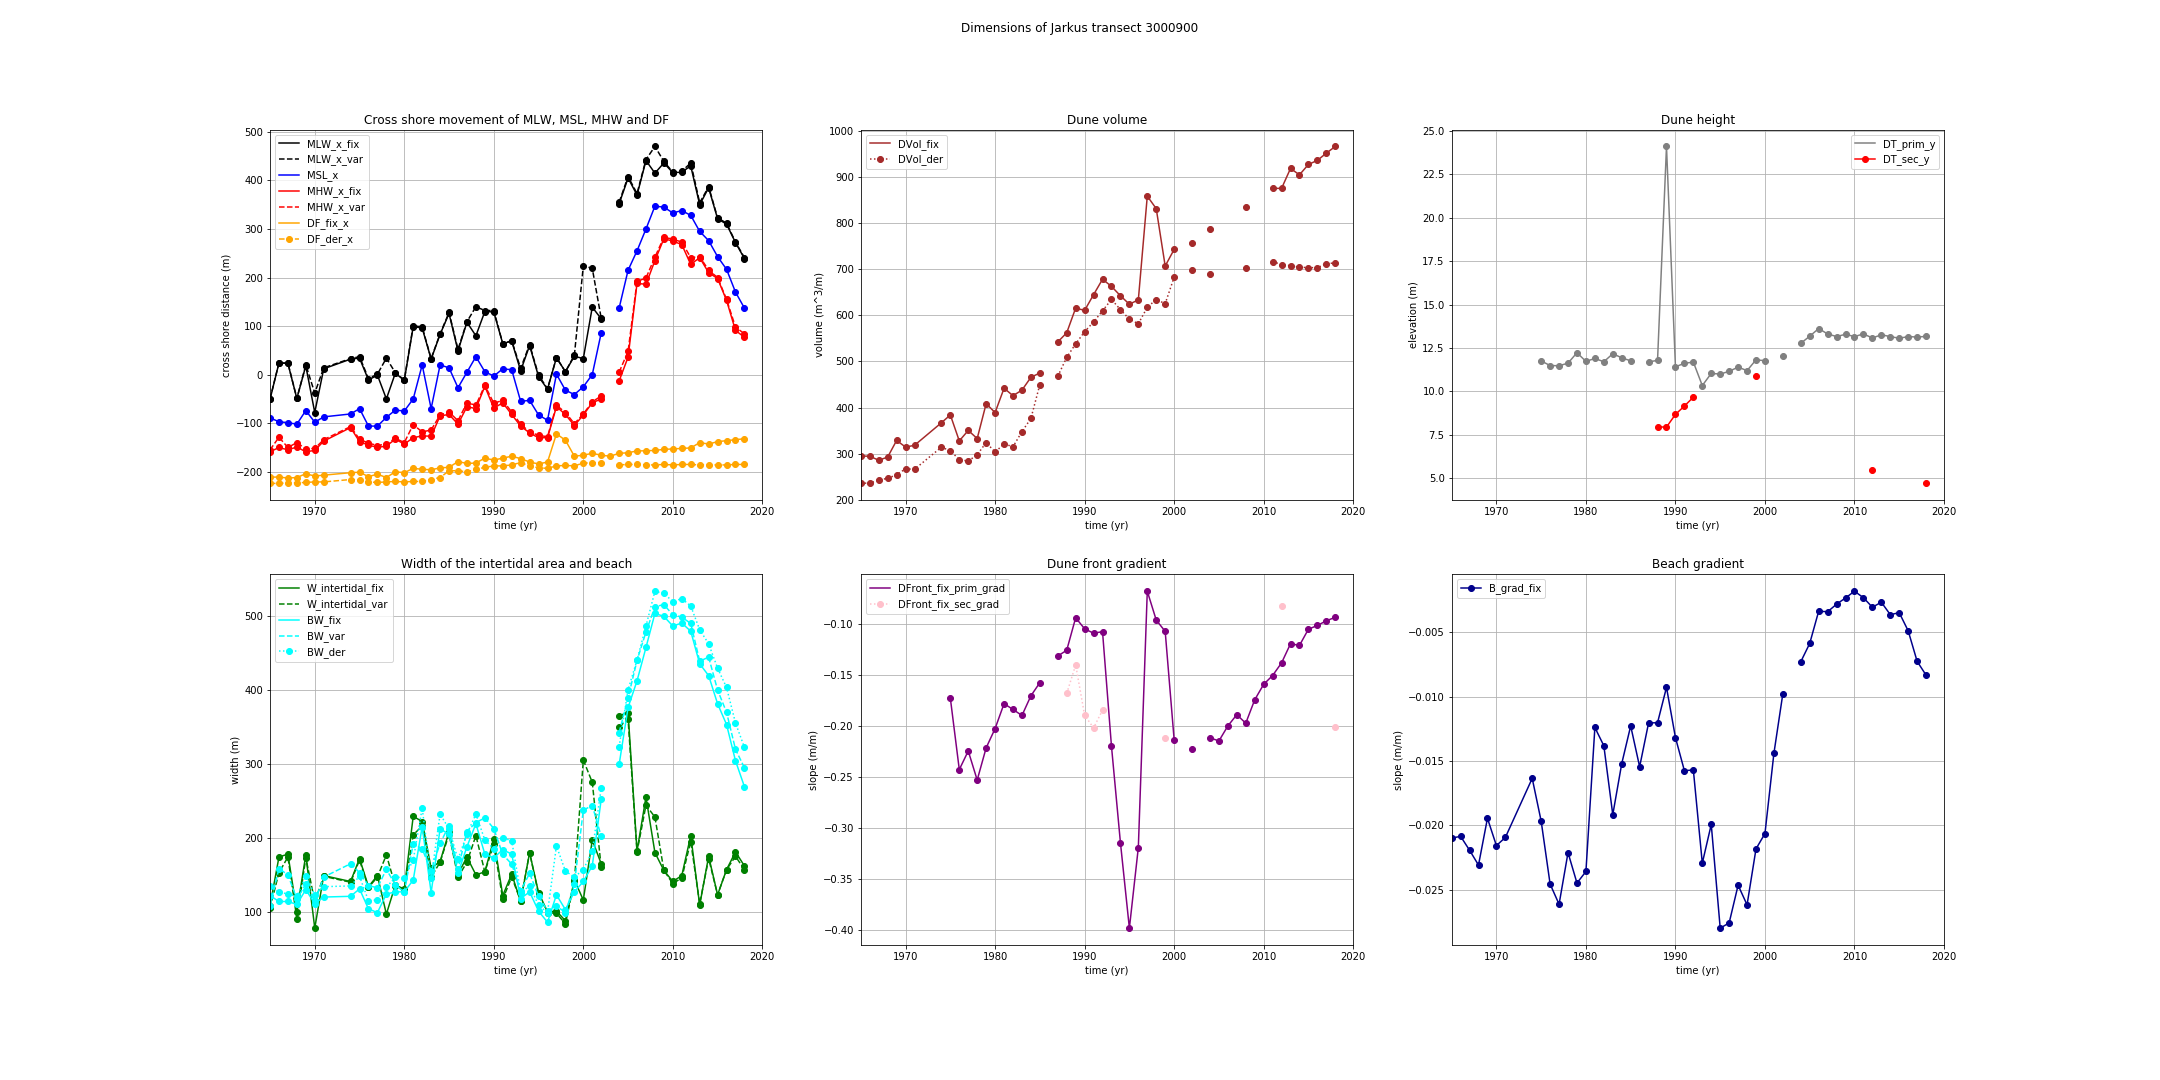 Dimensions of Jarkus transect 3000900
Cross shore movement of MLW, MSL, MHW and DF
cross shore distance (m)
500
400
300
200
100
0
−100
−200
MLW_x_fix
MLW_x_var
MSL_x
MHW_x_fix
MHW_x_var
DF_fix_x
DF_der_x
1970 1980 1990 2000 2010 2020
time (yr)
Dune volume
volume (m^3/m)
1000
900
800
700
600
500
400
300
200
DVol_fix
DVol_der
1970 1980 1990 2000 2010 2020
time (yr)
Dune height
elevation (m)
25.0
22.5
20.0
17.5
15.0
12.5
10.0
7.5
5.0
DT_prim_y
DT_sec_y
1970 1980 1990 2000 2010 2020
time (yr)
Width of the intertidal area and beach
width (m)
500
400
300
200
100
W_intertidal_fix
W_intertidal_var
BW_fix
BW_var
BW_der
1970 1980 1990 2000 2010 2020
time (yr)
Dune front gradient
slope (m/m)
−0.10
−0.15
−0.20
−0.25
−0.30
−0.35
−0.40
DFront_fix_prim_grad
DFront_fix_sec_grad
1970 1980 1990 2000 2010 2020
time (yr)
Beach gradient
slope (m/m)
−0.005
−0.010
−0.015
−0.020
−0.025
B_grad_fix
1970 1980 1990 2000 2010 2020
time (yr)